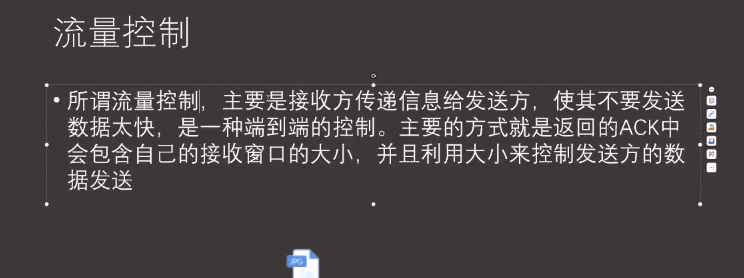 流量控制
• 所谓流量控制，主要是接收方传递信息给发送方，使其不要发送
数据太快，是一种端到端的控制。主要的方式就是返回的ACK中
会包含自己的接收窗口的大小，并且利用大小来控制发送方的数
据发送
JPG